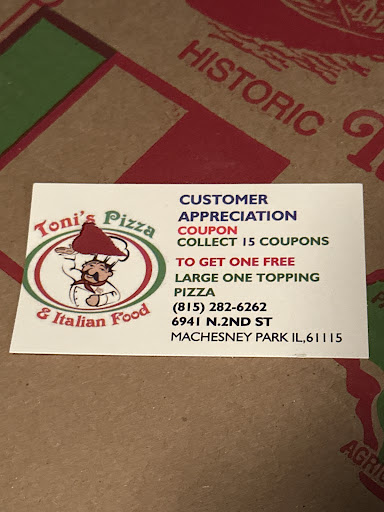 HISTORIC
Toni's Pizza
& Italian Food
CUSTOMER
APPRECIATION
COUPON
COLLECT 15 COUPONS
TO GET ONE FREE
LARGE ONE TOPPING
PIZZA
(815) 282-6262
6941 N.2ND ST
MACHESNEY PARK IL,61115